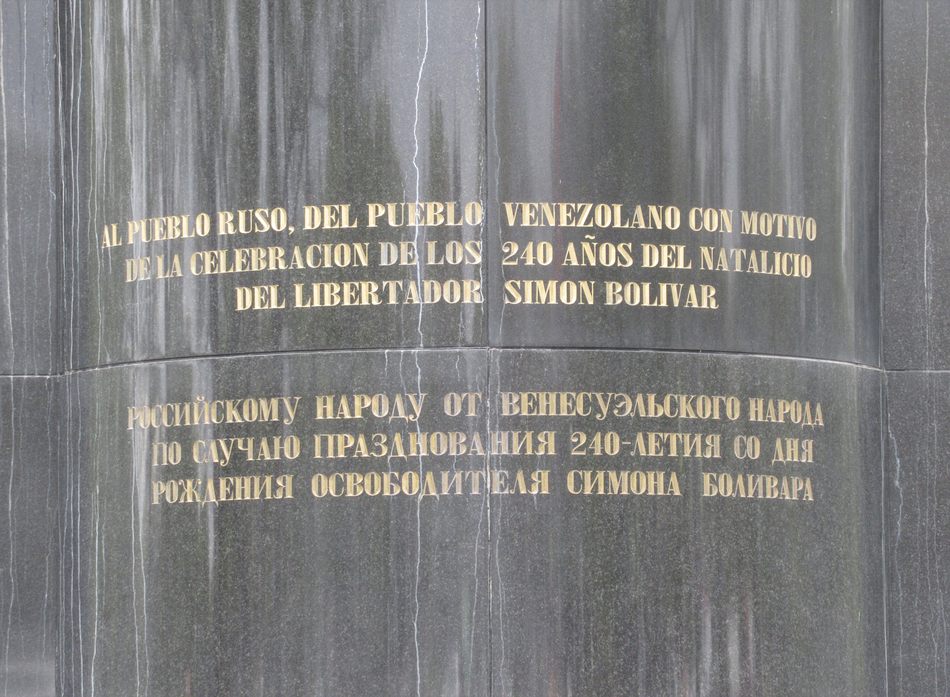 AL PUEBLO RUSO, DEL PUEBLO VENEZOLANO CON MOTIVO
DE LA CELEBRACION DE LOS 240 AÑOS DEL NATALICIO
DEL LIBERTADOR SIMON BOLIVAR
РОССИЙСКОМУ НАРОДУ ОТ ВЕНЕСУЭЛЬСКОГО НАРОДА
ПО СЛУЧАЮ ПРАЗДНОВАНИЯ 240-ЛЕТИЯ СО ДНЯ
РОЖДЕНИЯ ОСВОБОДИТЕЛЯ СИМОНА БОЛИВАРА